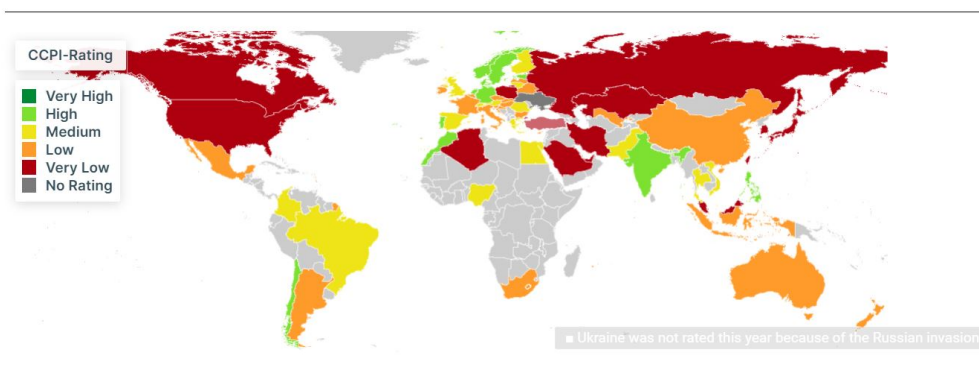 CCPI-Rating
Very High
High
Medium
Low
Very Low
No Rating
■ Ukraine was not rated this year because of the Russian invasion